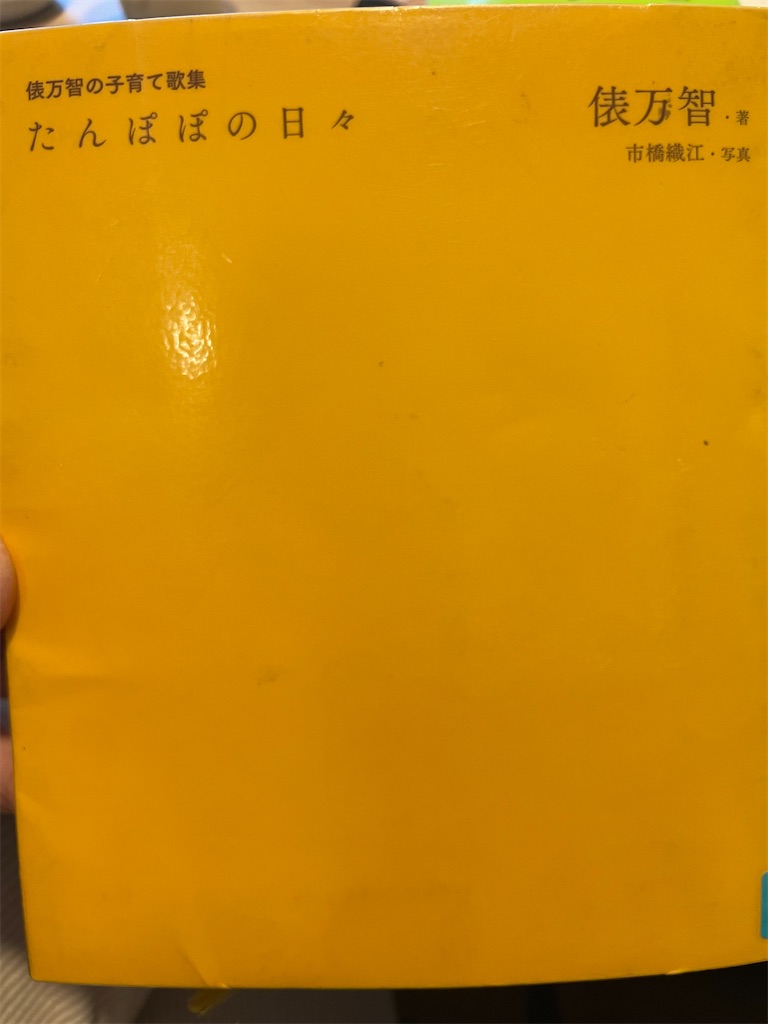 俵万智の子育て歌集
たんぽぽの日々
俵万智・著
市橋織江・写真